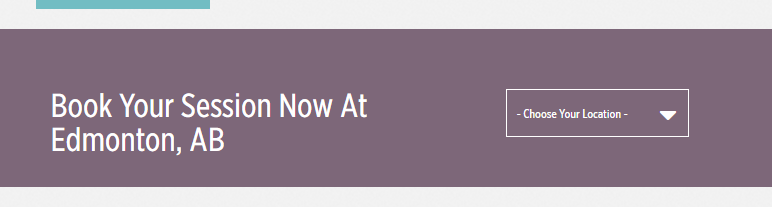 Book Your Session Now At
Edmonton, AB
- Choose Your Location -